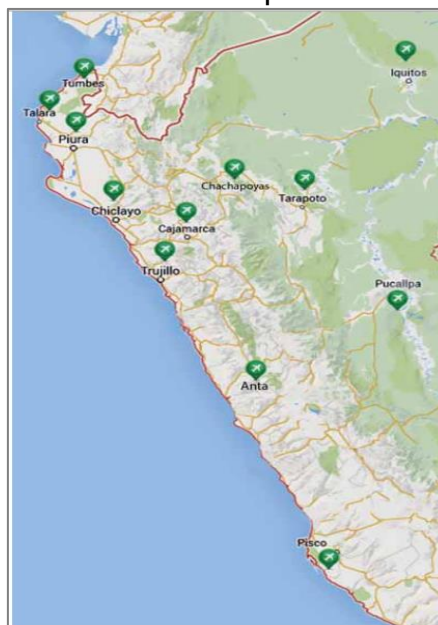 Iquitos
Tumbes
Talara
Piura
Chachapoyas
Tarapoto
Chiclayo
Cajamarca
Trujillo
Pucallpa
Anta
Pisco